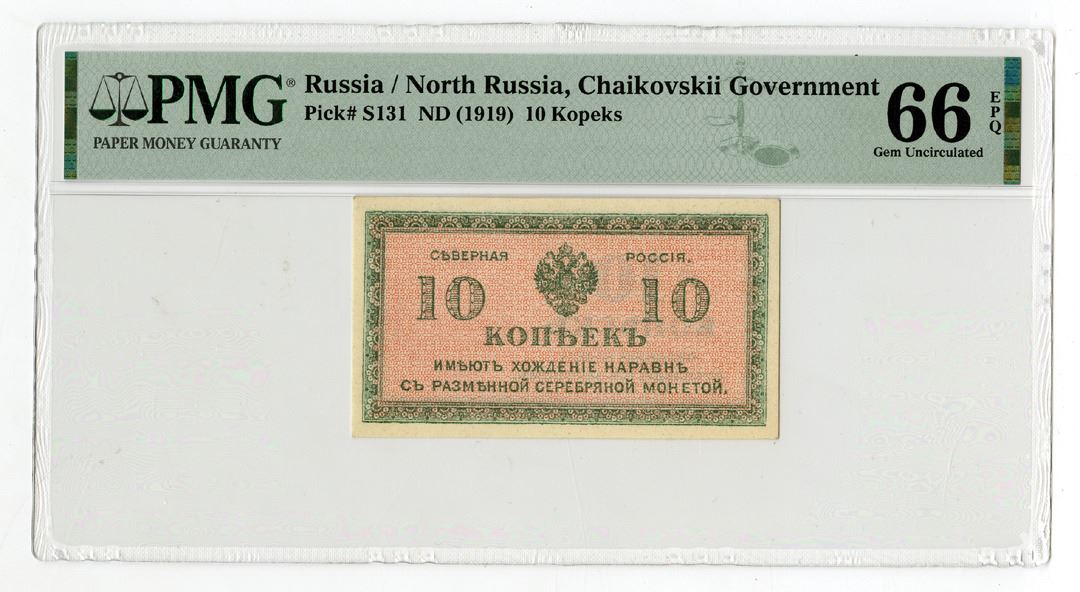 PMG®
PAPER MONEY GUARANTY
Russia / North Russia, Chaikovskii Government
Pick# S131 ND (1919) 10 Kopeks
66
EPQ
Gem Uncirculated
СѢВЕРНАЯ РОССІЯ.
10 10
КОПѢЕКЪ
ИМѢЮТЪ ХОЖДЕНІЕ НАРАВНѢ
СЪ РАЗМѢННОЙ СЕРЕБРЯНОЙ МОНЕТОЙ.